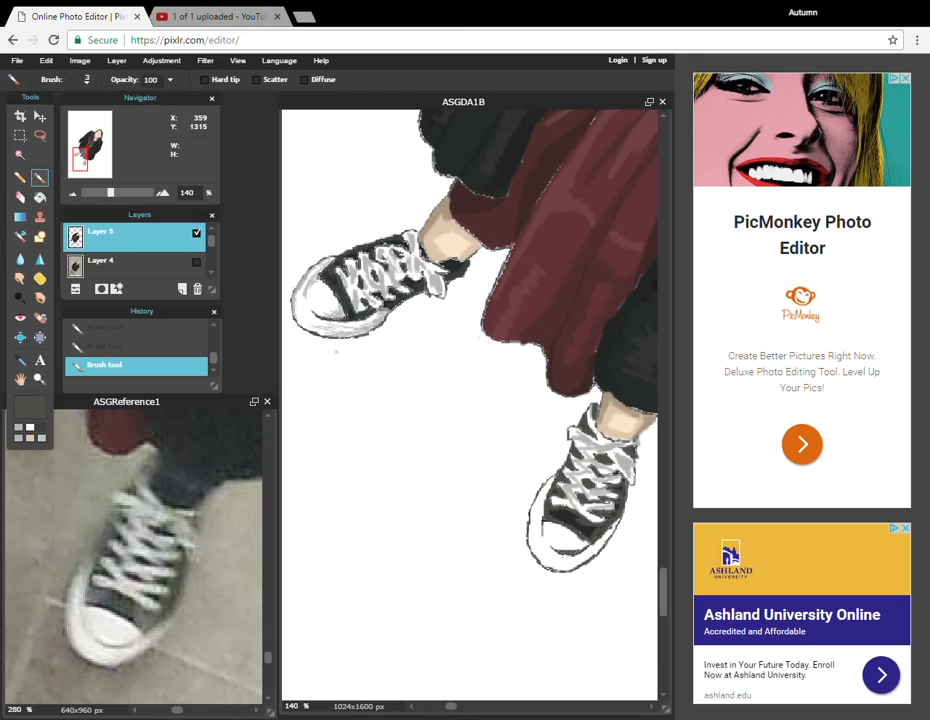 Autumn
Online Photo Editor | Pix
1 of 1 uploaded - YouTu
Secure
https://pixlr.com/editor/
File Edit Image Layer Adjustment Filter View Language Help
Login | Sign up
Brush: 3 Opacity: 100 Hard tip Scatter Diffuse
Tools
Navigator
X: 359
Y: 1315
W:
H:
140 %
Layers
Layer 5
Layer 4
History
Brush tool
Brush tool
Brush tool
ASGReference1
280 % 640x960 px
ASGDA1B
140 % 1024x1600 px
PicMonkey Photo
Editor
PicMonkey
Create Better Pictures Right Now.
Deluxe Photo Editing Tool. Level Up
Your Pics!
ASHLAND
UNIVERSITY
Ashland University Online
Accredited and Affordable
Invest in Your Future Today. Enroll
Now at Ashland University.
ashland.edu